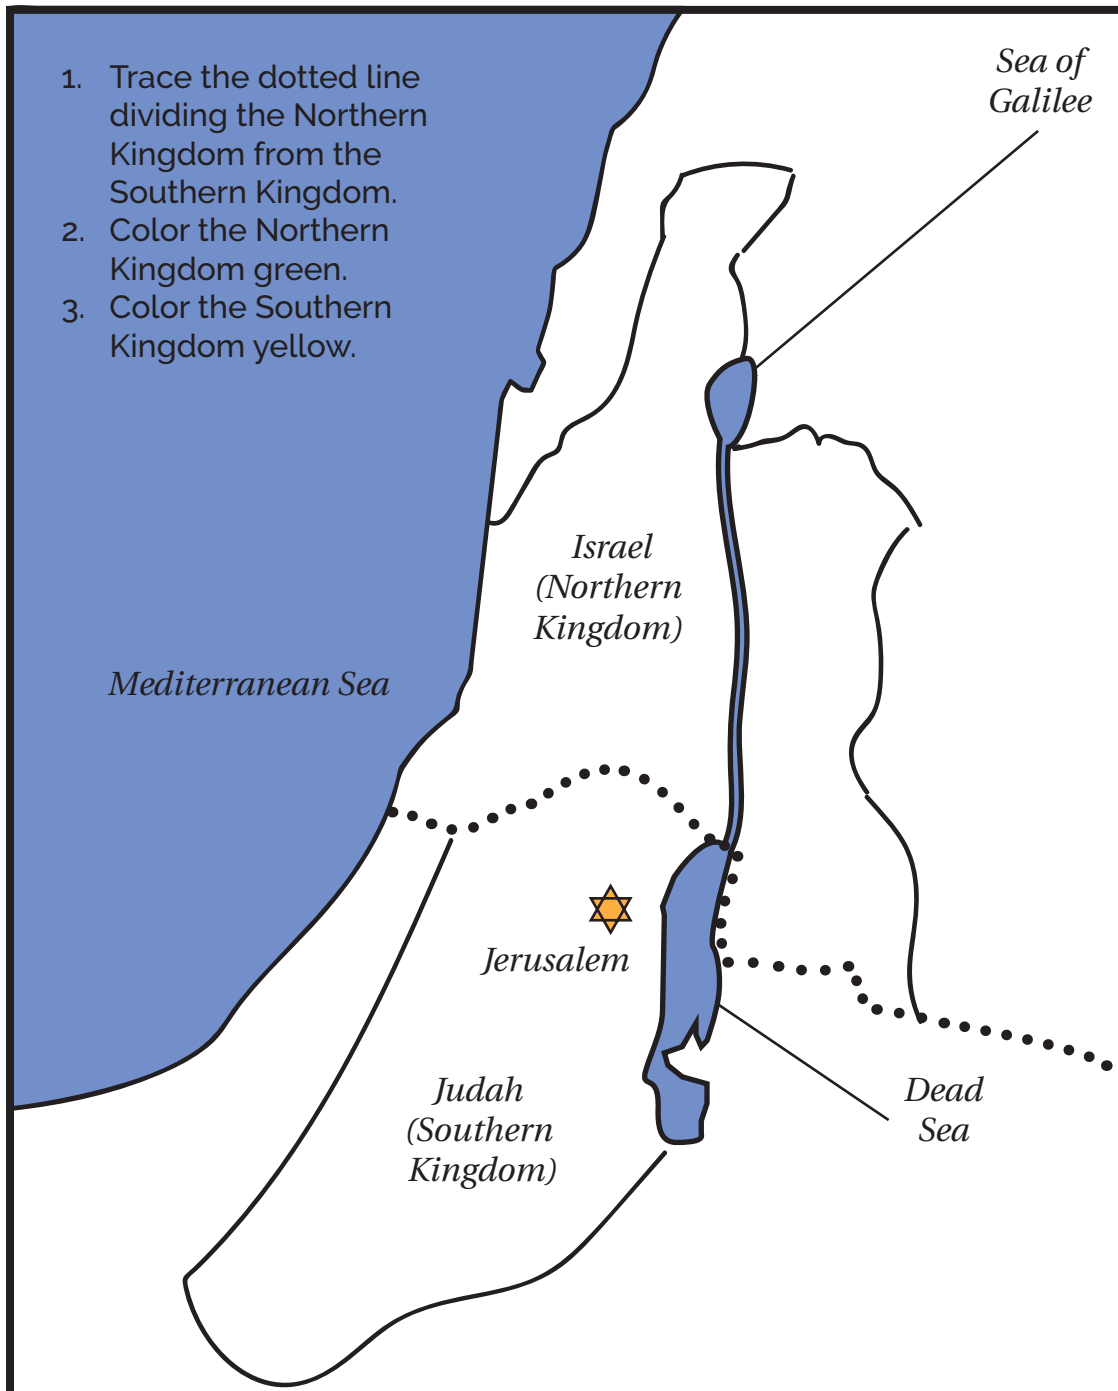 1. Trace the dotted line
dividing the Northern
Kingdom from the
Southern Kingdom.
2. Color the Northern
Kingdom green.
3. Color the Southern
Kingdom yellow.
Sea of
Galilee
Israel
(Northern
Kingdom)
Mediterranean Sea
Jerusalem
Judah
(Southern
Kingdom)
Dead
Sea